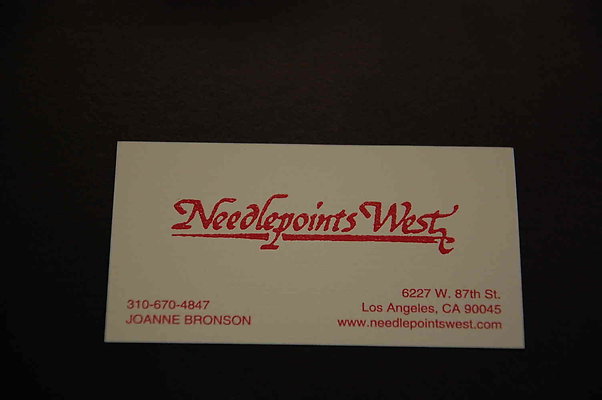 Needlepoints West
310-670-4847
JOANNE BRONSON
6227 W. 87th St.
Los Angeles, CA 90045
www.needlepointswest.com